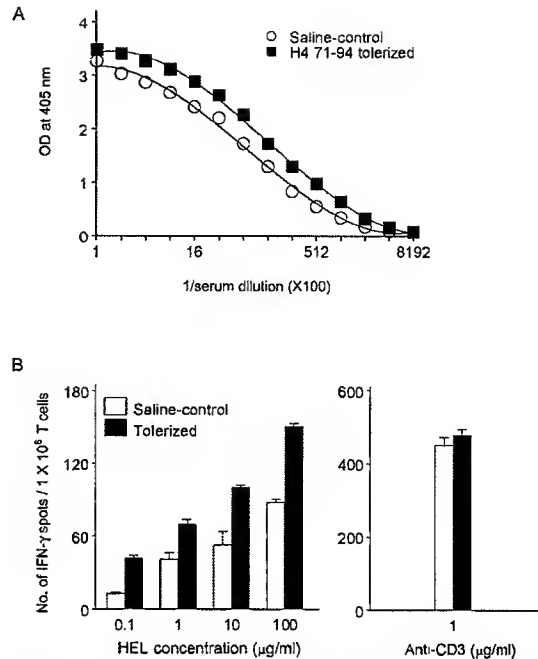 A
Saline-control
H4 71-94 tolerized
4
3
2
1
0
OD at 405 nm
1 16 512 8192
1/serum dilution (X100)
B
180
120
60
0
No. of IFN-γ spots / 1 X 10⁶ T cells
Saline-control
Tolerized
0.1 1 10 100
HEL concentration (μg/ml)
600
400
200
0
1
Anti-CD3 (μg/ml)